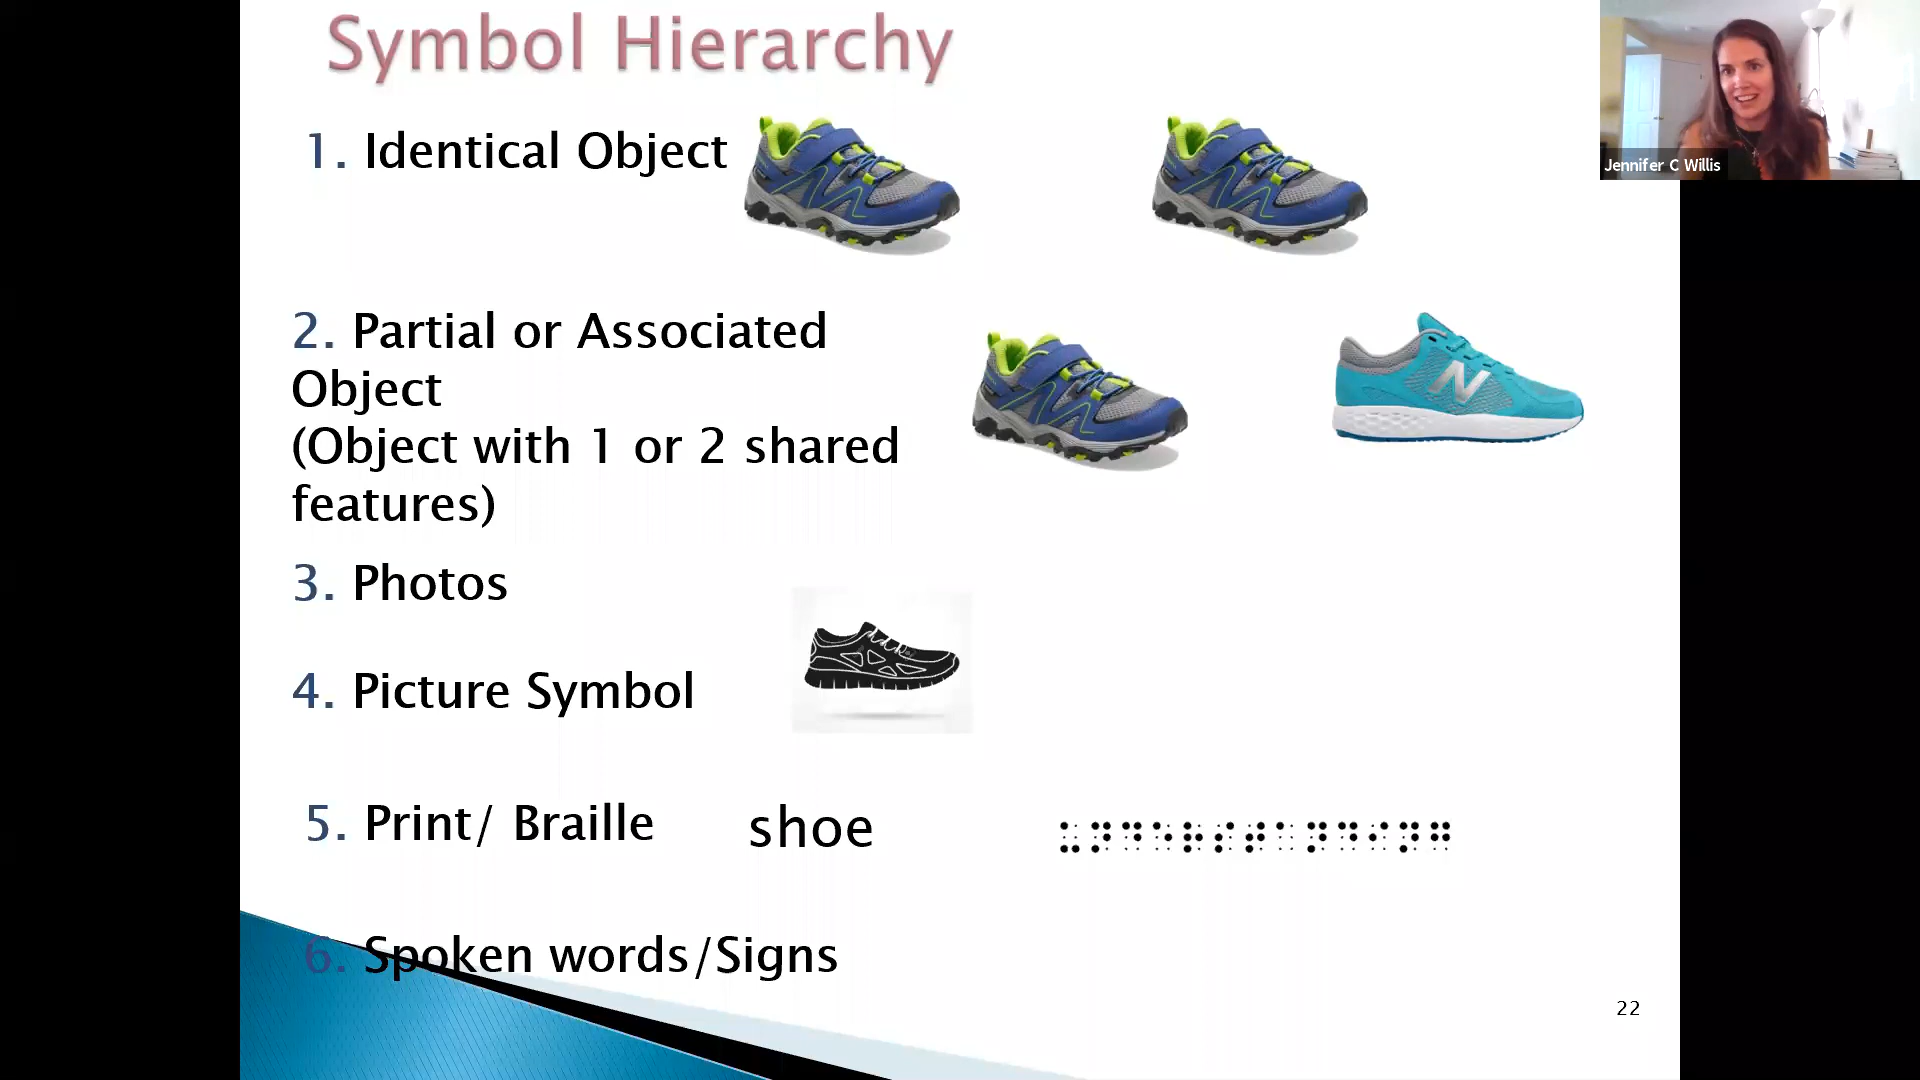 Symbol Hierarchy
Jennifer C Willis
1. Identical Object
2. Partial or Associated
Object
(Object with 1 or 2 shared
features)
N
3. Photos
4. Picture Symbol
5. Print/ Braille shoe ⠥⠝⠙⠑⠗⠎⠞⠁⠝⠙⠊⠝⠛
6. Spoken words/Signs
22